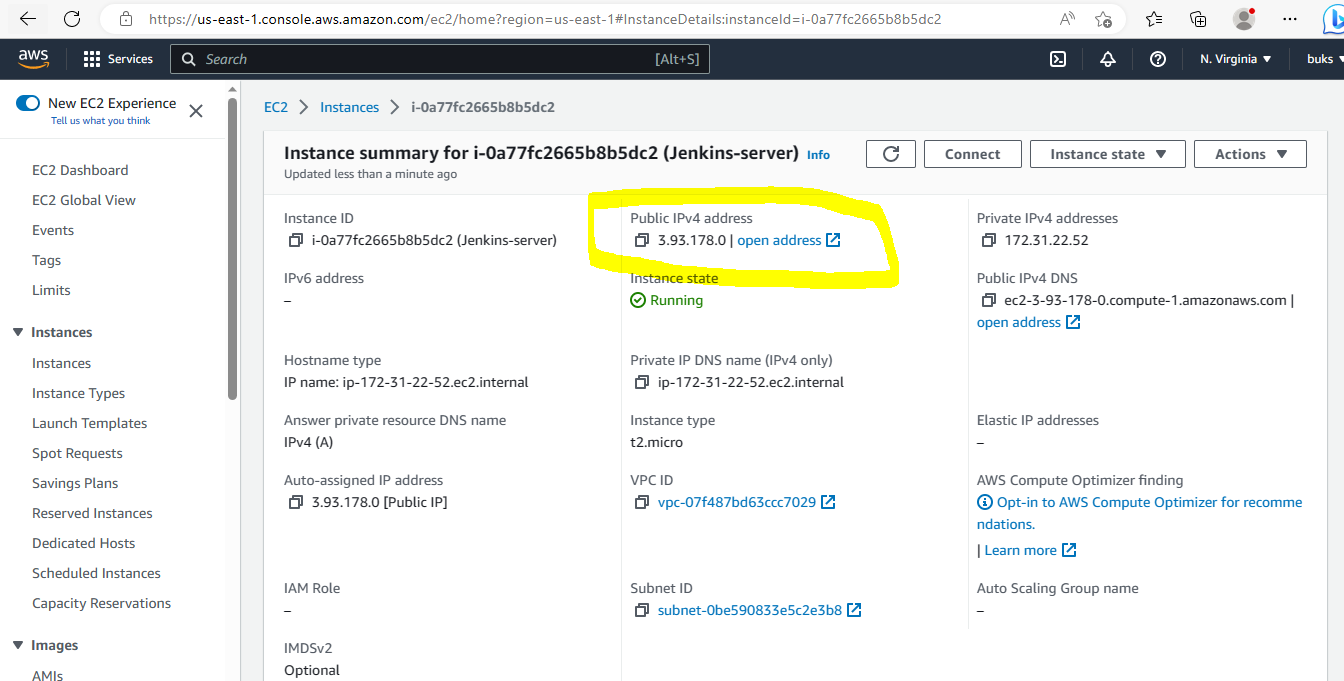 https://us-east-1.console.aws.amazon.com/ec2/home?region=us-east-1#InstanceDetails:instanceId=i-0a77fc2665b8b5dc2
aws
Services
Search
[Alt+S]
N. Virginia
buks
New EC2 Experience
Tell us what you think
EC2 Dashboard
EC2 Global View
Events
Tags
Limits
Instances
Instances
Instance Types
Launch Templates
Spot Requests
Savings Plans
Reserved Instances
Dedicated Hosts
Scheduled Instances
Capacity Reservations
Images
AMIs
EC2
Instances
i-0a77fc2665b8b5dc2
Instance summary for i-0a77fc2665b8b5dc2 (Jenkins-server) Info
Updated less than a minute ago
Connect
Instance state
Actions
Instance ID
i-0a77fc2665b8b5dc2 (Jenkins-server)
Public IPv4 address
3.93.178.0 | open address
Private IPv4 addresses
172.31.22.52
IPv6 address
–
Instance state
Running
Public IPv4 DNS
ec2-3-93-178-0.compute-1.amazonaws.com |
open address
Hostname type
IP name: ip-172-31-22-52.ec2.internal
Private IP DNS name (IPv4 only)
ip-172-31-22-52.ec2.internal
Answer private resource DNS name
IPv4 (A)
Instance type
t2.micro
Elastic IP addresses
–
Auto-assigned IP address
3.93.178.0 [Public IP]
VPC ID
vpc-07f487bd63ccc7029
AWS Compute Optimizer finding
Opt-in to AWS Compute Optimizer for recomme
ndations.
| Learn more
IAM Role
–
Subnet ID
subnet-0be590833e5c2e3b8
Auto Scaling Group name
–
IMDSv2
Optional